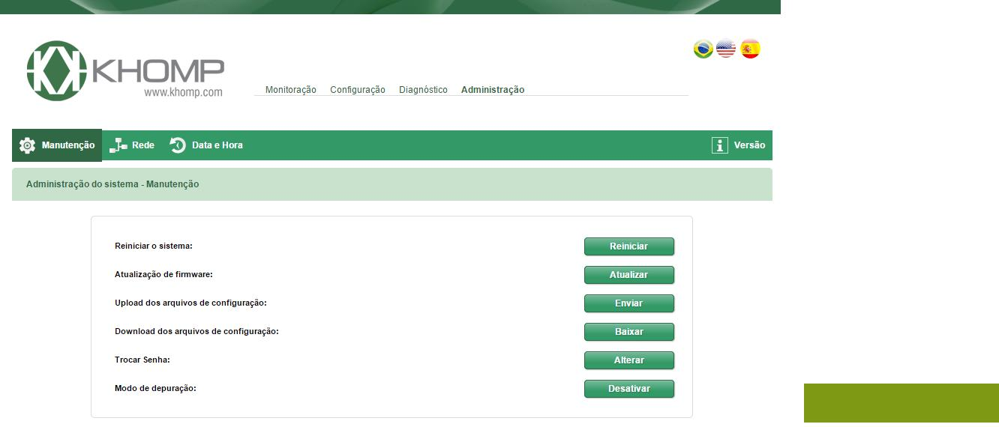 KHOMP
www.khomp.com
Monitoração Configuração Diagnóstico Administração
Manutenção Rede Data e Hora Versão
Administração do sistema - Manutenção
Reiniciar o sistema: Reiniciar
Atualização de firmware: Atualizar
Upload dos arquivos de configuração: Enviar
Download dos arquivos de configuração: Baixar
Trocar Senha: Alterar
Modo de depuração: Desativar